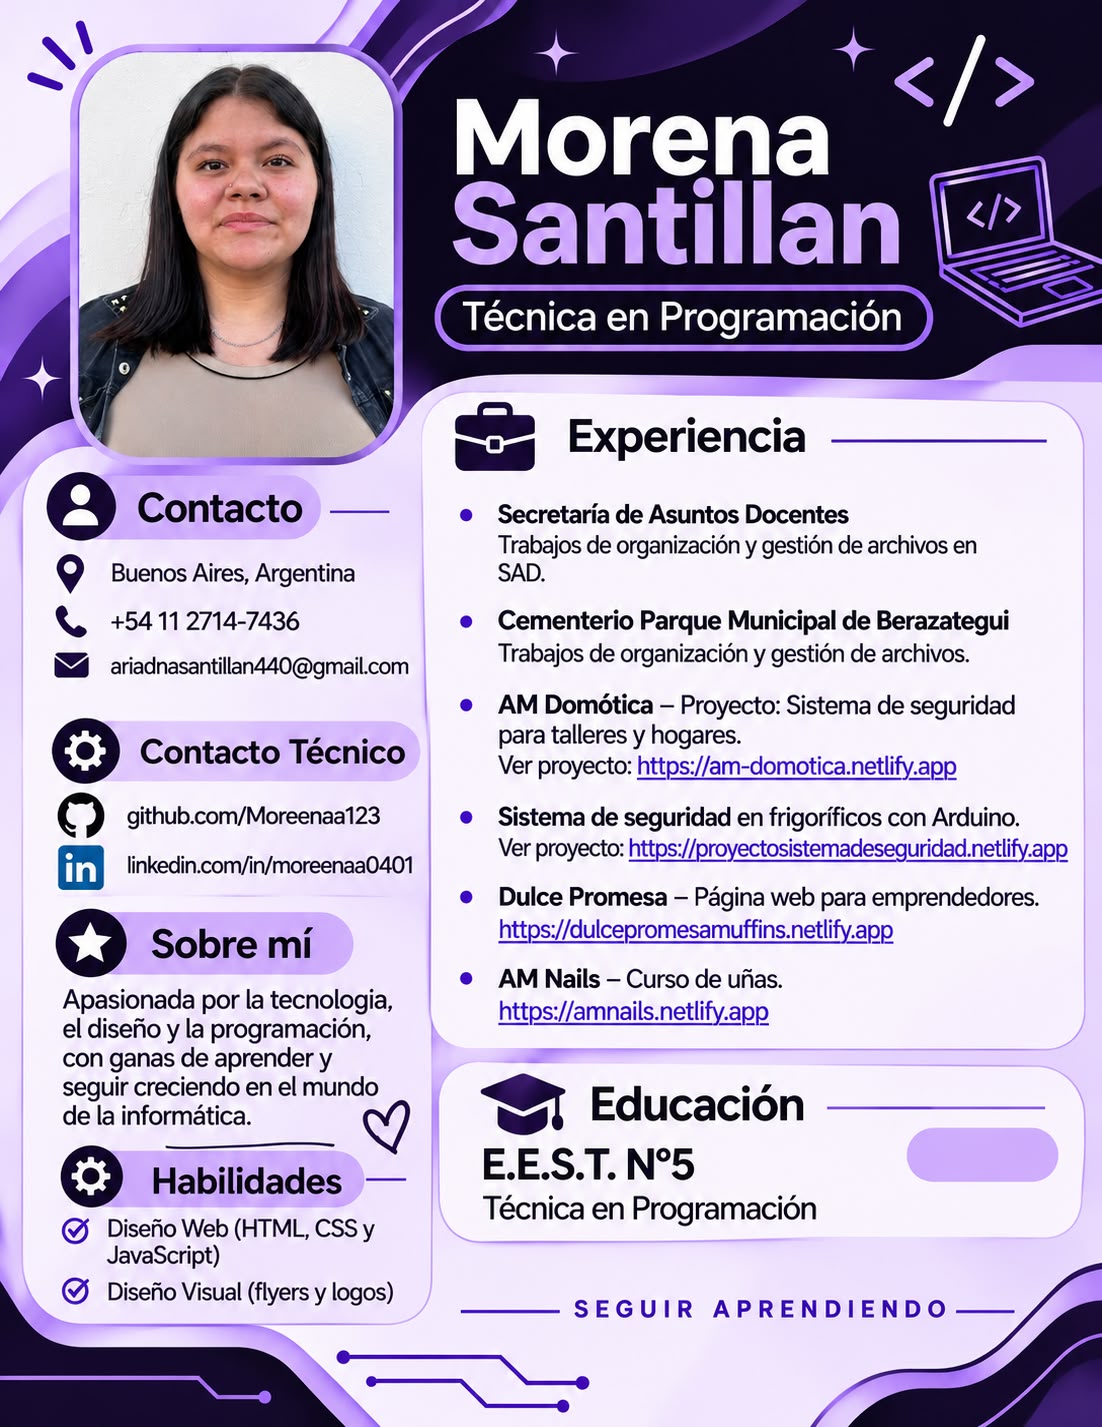 Morena
Santillan
Técnica en Programación
</>
</>
Contacto
Buenos Aires, Argentina
+54 11 2714-7436
ariadnasantillan440@gmail.com
Contacto Técnico
github.com/Moreenaa123
in
linkedin.com/in/moreenaa0401
Sobre mí
Apasionada por la tecnologia,
el diseño y la programación,
con ganas de aprender y
seguir creciendo en el mundo
de la informática.
Habilidades
Diseño Web (HTML, CSS y
JavaScript)
Diseño Visual (flyers y logos)
Experiencia
Secretaría de Asuntos Docentes
Trabajos de organización y gestión de archivos en
SAD.
Cementerio Parque Municipal de Berazategui
Trabajos de organización y gestión de archivos.
AM Domótica – Proyecto: Sistema de seguridad
para talleres y hogares.
Ver proyecto: https://am-domotica.netlify.app
Sistema de seguridad en frigoríficos con Arduino.
Ver proyecto: https://proyectosistemadeseguridad.netlify.app
Dulce Promesa – Página web para emprendedores.
https://dulcepromesamuffins.netlify.app
AM Nails – Curso de uñas.
https://amnails.netlify.app
Educación
E.E.S.T. Nº5
Técnica en Programación
SEGUIR APRENDIENDO